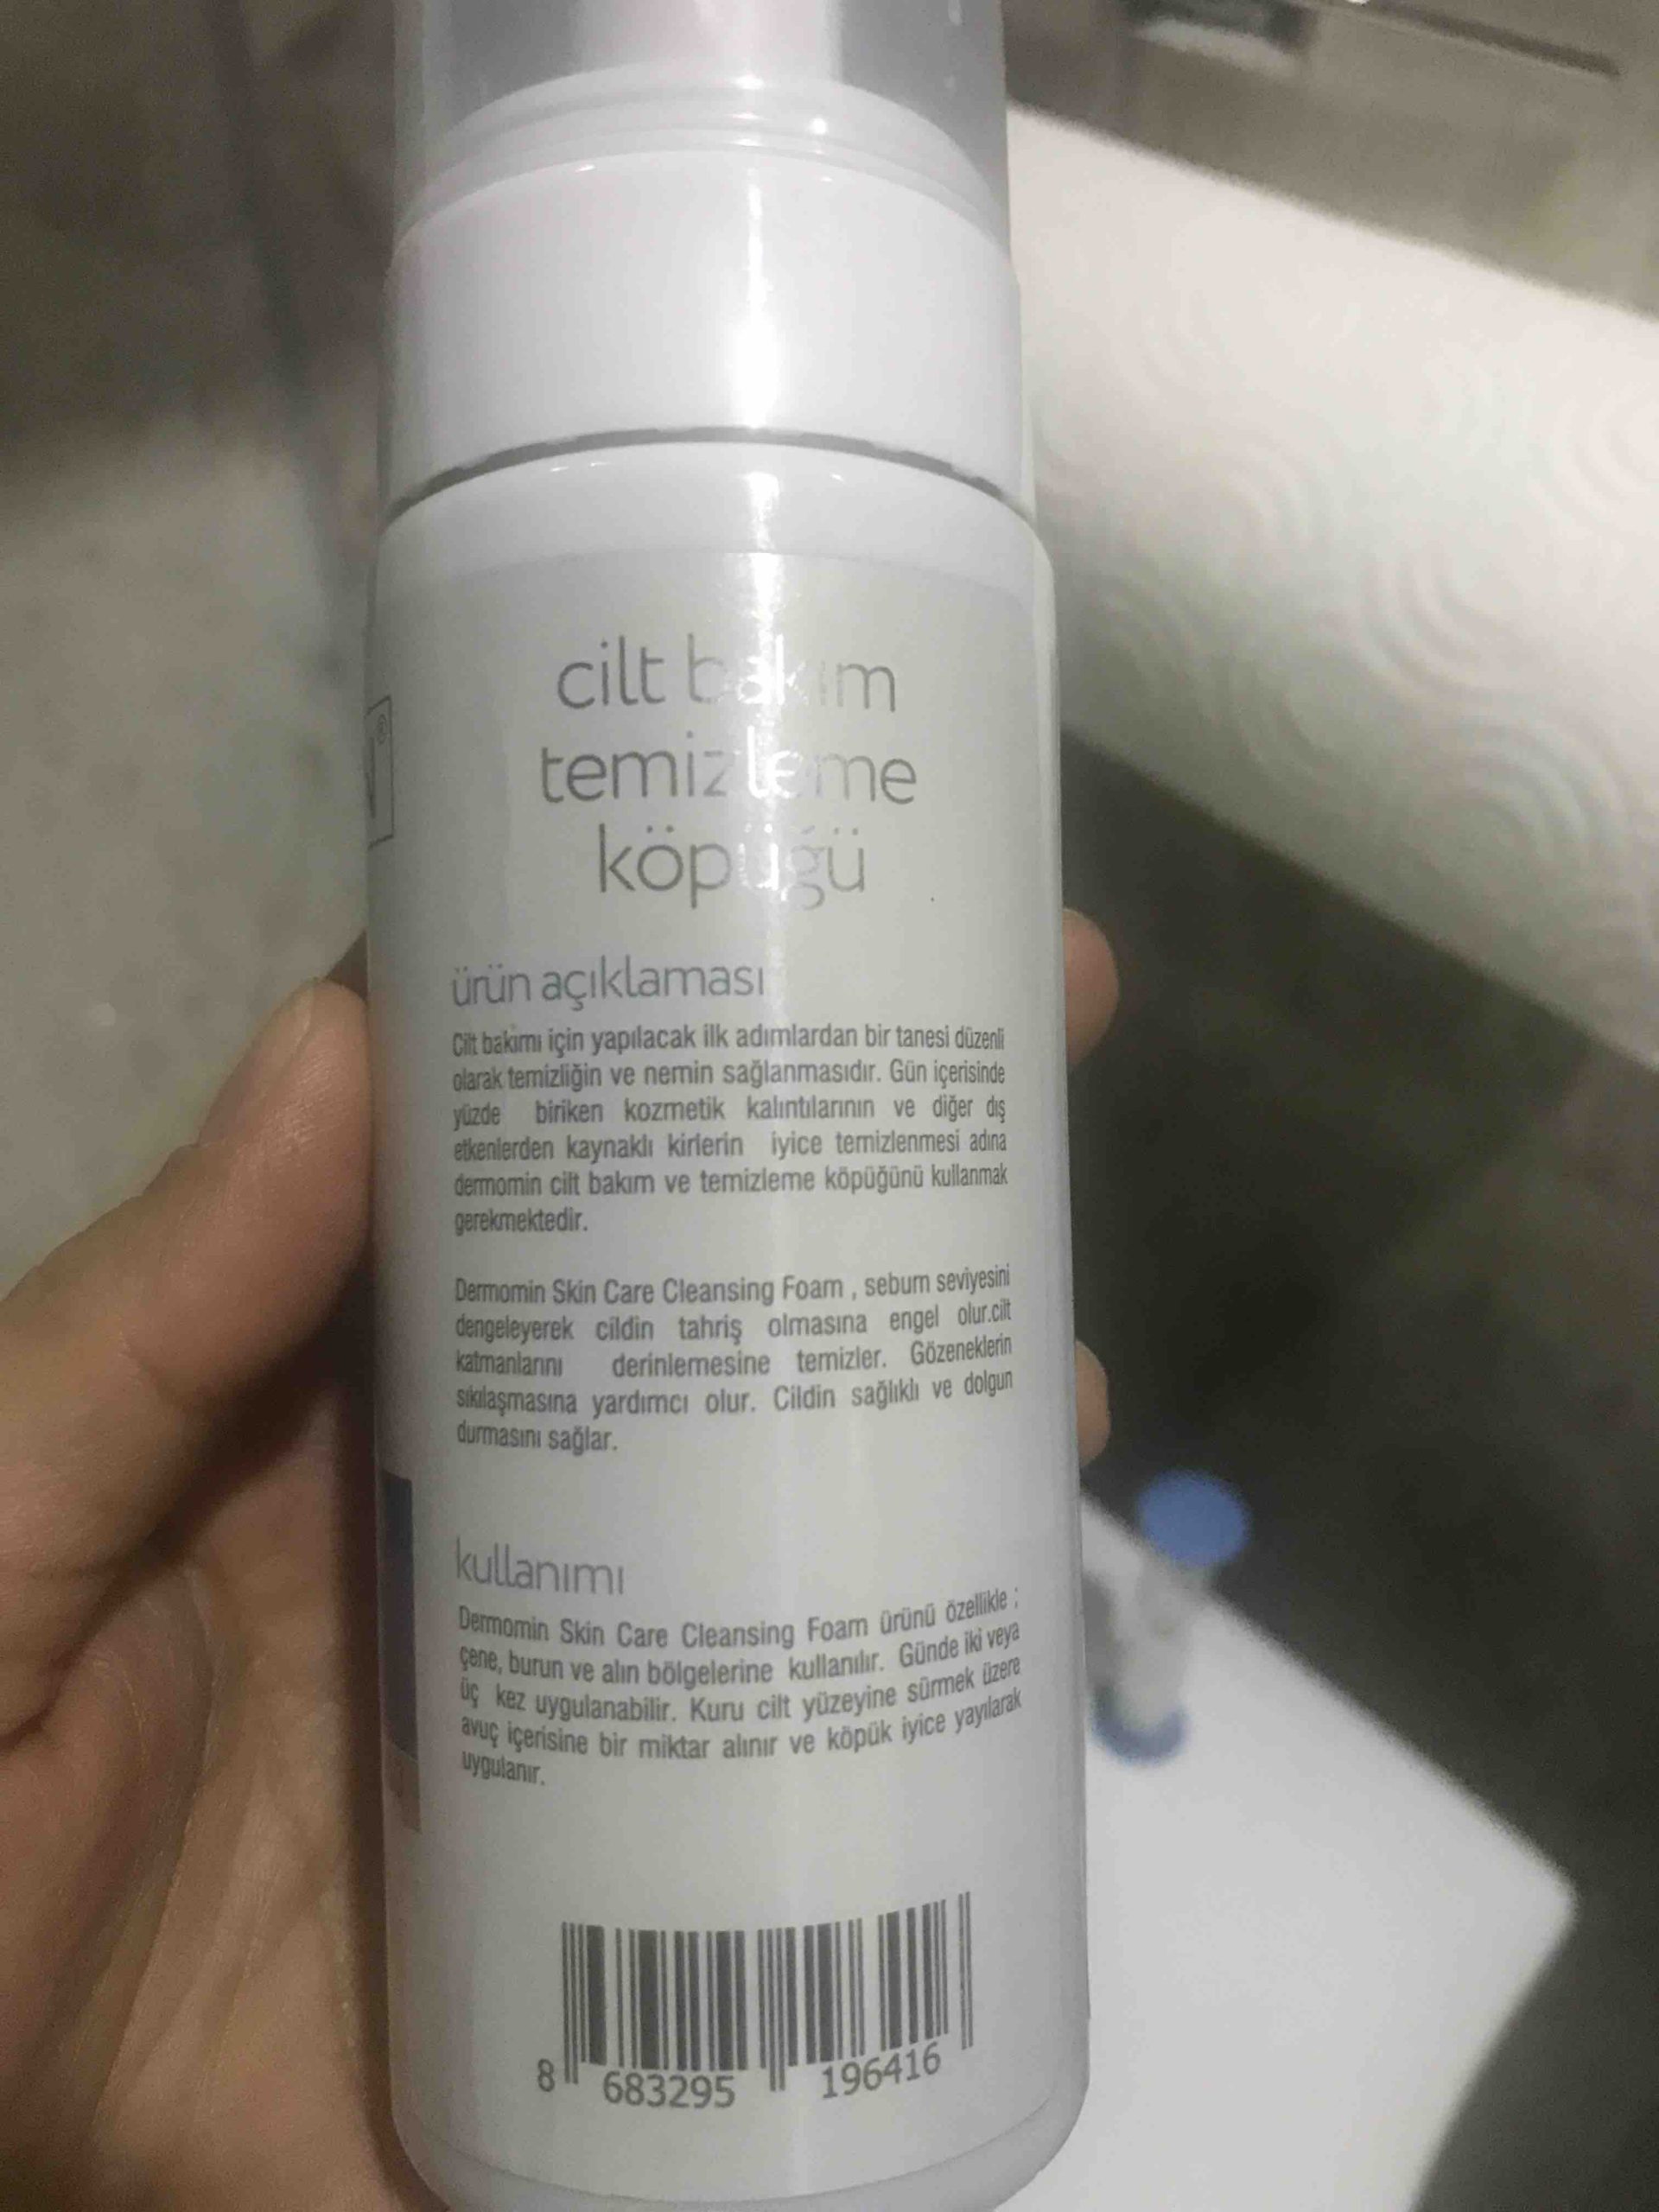 cilt bakım
temizleme
köpüğü
ürün açıklaması
Cilt bakımı için yapılacak ilk adımlardan bir tanesi düzenli
olarak temizliğin ve nemin sağlanmasıdır. Gün içerisinde
yüzde biriken kozmetik kalıntılarının ve diğer dış
etkenlerden kaynaklı kirlerin iyice temizlenmesi adına
dermomin cilt bakım ve temizleme köpüğünü kullanmak
gerekmektedir.
Dermomin Skin Care Cleansing Foam , sebum seviyesini
dengeleyerek cildin tahriş olmasına engel olur.cilt
katmanlarını derinlemesine temizler. Gözeneklerin
sıkılaşmasına yardımcı olur. Cildin sağlıklı ve dolgun
durmasını sağlar.
kullanımı
Dermomin Skin Care Cleansing Foam ürünü özellikle ;
çene, burun ve alın bölgelerine kullanılır. Günde iki veya
üç kez uygulanabilir. Kuru cilt yüzeyine sürmek üzere
avuç içerisine bir miktar alınır ve köpük iyice yayılarak
uygulanır.
8 683295 196416